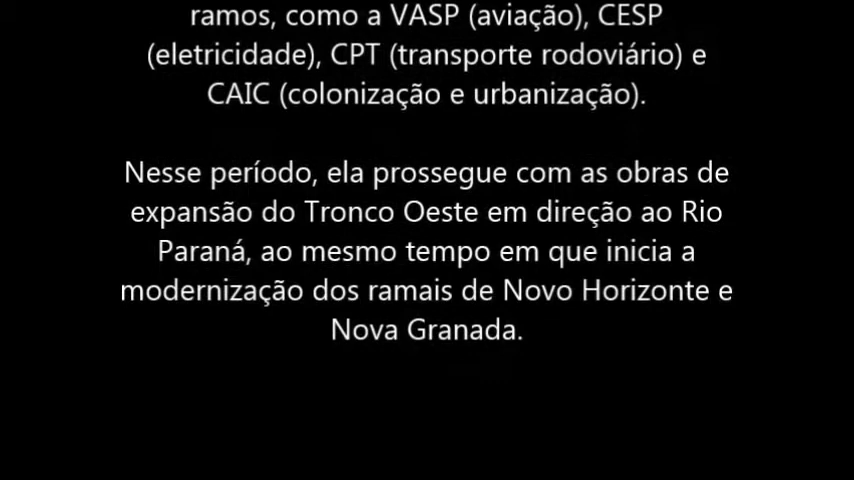 ramos, como a VASP (aviação), CESP
(eletricidade), CPT (transporte rodoviário) e
CAIC (colonização e urbanização).
Nesse período, ela prossegue com as obras de
expansão do Tronco Oeste em direção ao Rio
Paraná, ao mesmo tempo em que inicia a
modernização dos ramais de Novo Horizonte e
Nova Granada.